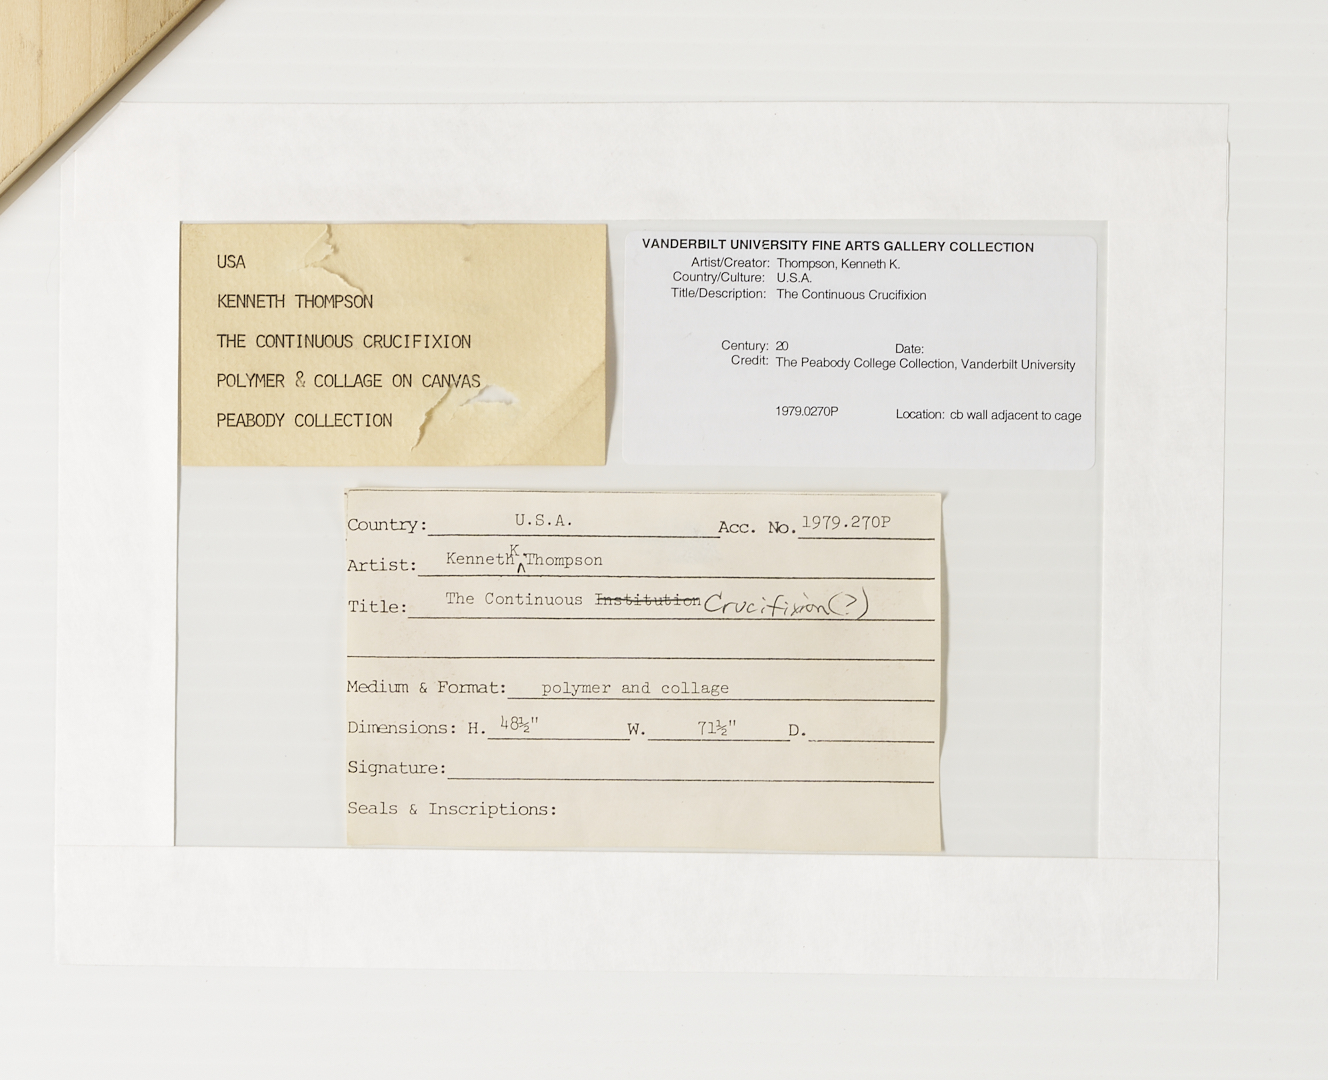 USA
KENNETH THOMPSON
THE CONTINUOUS CRUCIFIXION
POLYMER & COLLAGE ON CANVAS
PEABODY COLLECTION
VANDERBILT UNIVERSITY FINE ARTS GALLERY COLLECTION
Artist/Creator: Thompson, Kenneth K.
Country/Culture: U.S.A.
Title/Description: The Continuous Crucifixion
Century: 20 Date:
Credit: The Peabody College Collection, Vanderbilt University
1979.0270P Location: cb wall adjacent to cage
Country: U.S.A. Acc. No. 1979.270P
Artist: Kenneth K Thompson
Title: The Continuous Institution Crucifixion(?)
Medium & Format: polymer and collage
Dimensions: H. 48½" W. 71½" D.
Signature:
Seals & Inscriptions: